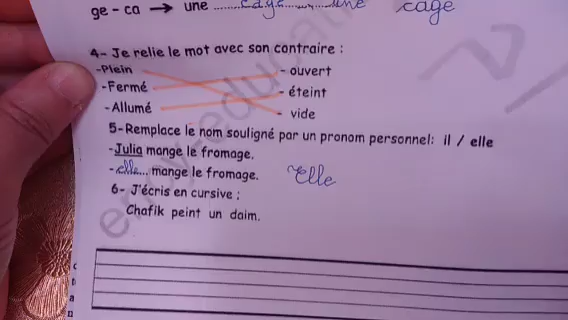 ge - ca → une ....cage.... une cage
4- Je relie le mot avec son contraire :
-Plein - ouvert
-Fermé - éteint
-Allumé - vide
5-Remplace le nom souligné par un pronom personnel: il / elle
-Julia mange le fromage.
-elle... mange le fromage. Elle
6- J'écris en cursive :
Chafik peint un daim.